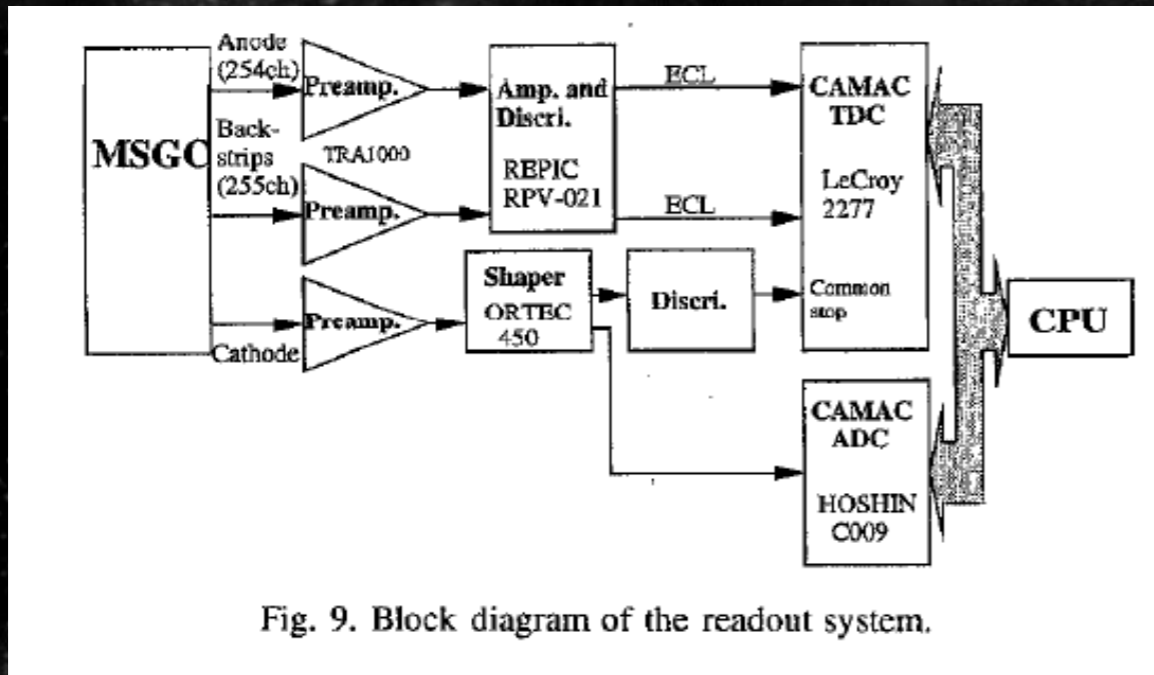 Anode
(254ch)
Preamp.
Back-
strips
(255ch)
TRA1000
Preamp.
MSGC
Preamp.
Cathode
Amp. and
Discri.
REPIC
RPV-021
Shaper
ORTEC
450
Discri.
ECL
ECL
CAMAC
TDC
LeCroy
2277
Common
stop
CAMAC
ADC
HOSHIN
C009
CPU
Fig. 9. Block diagram of the readout system.